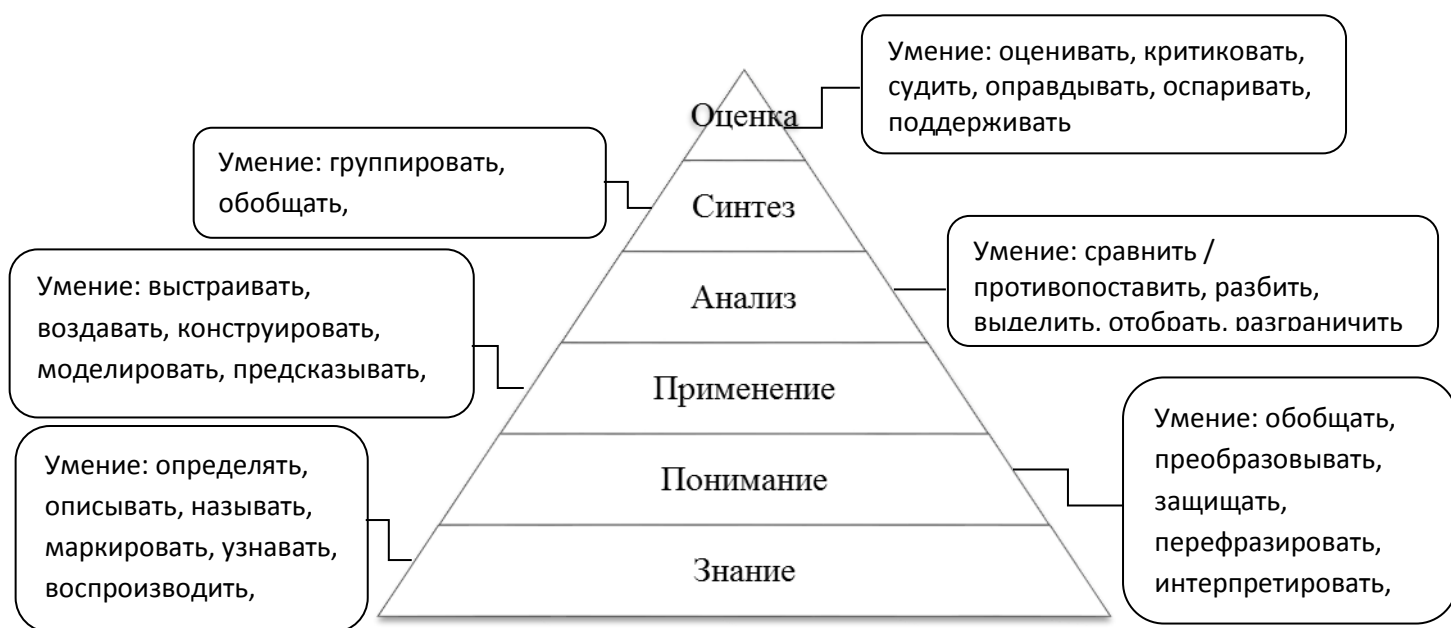 Умение: оценивать, критиковать,
судить, оправдывать, оспаривать,
поддерживать
Оценка
Умение: группировать,
обобщать,
Синтез
Умение: сравнить /
противопоставить, разбить,
выделить, отобрать, разграничить
Анализ
Умение: выстраивать,
воздавать, конструировать,
моделировать, предсказывать,
Применение
Умение: обобщать,
преобразовывать,
защищать,
перефразировать,
интерпретировать,
Понимание
Умение: определять,
описывать, называть,
маркировать, узнавать,
воспроизводить,
Знание